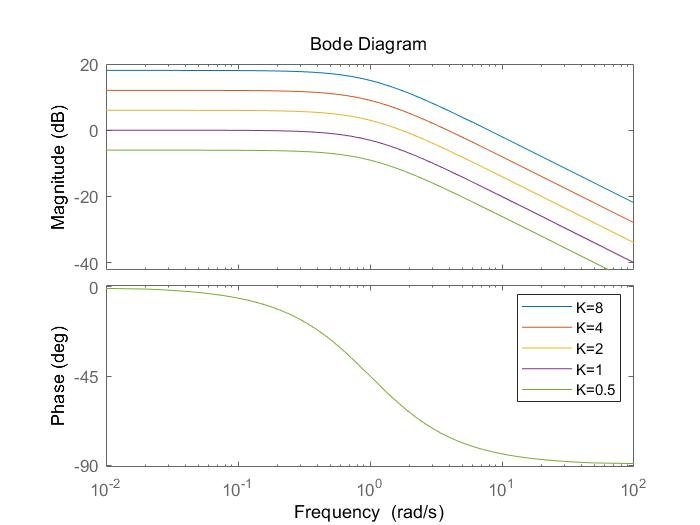 Bode Diagram
20
0
-20
-40
Magnitude (dB)
0
-45
-90
Phase (deg)
K=8
K=4
K=2
K=1
K=0.5
10^-2
10^-1
10^0
10^1
10^2
Frequency (rad/s)